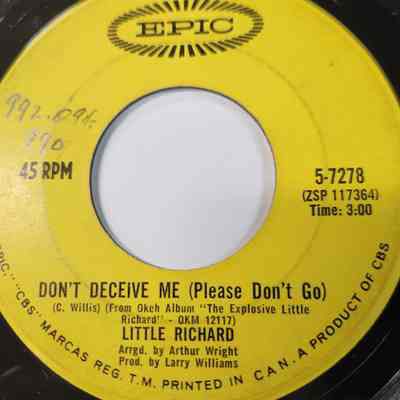 EPIC
992.094.
990
45 RPM
5-7278
(ZSP 117364)
Time: 3:00
DON'T DECEIVE ME (Please Don't Go)
(C. Willis) (From Okeh Album "The Explosive Little
Richard" - OKM 12117)
LITTLE RICHARD
Arrgd. by Arthur Wright
Prod. by Larry Williams
EPIC," "CBS" MARCAS REG. T.M. PRINTED IN CAN. A PRODUCT OF CBS